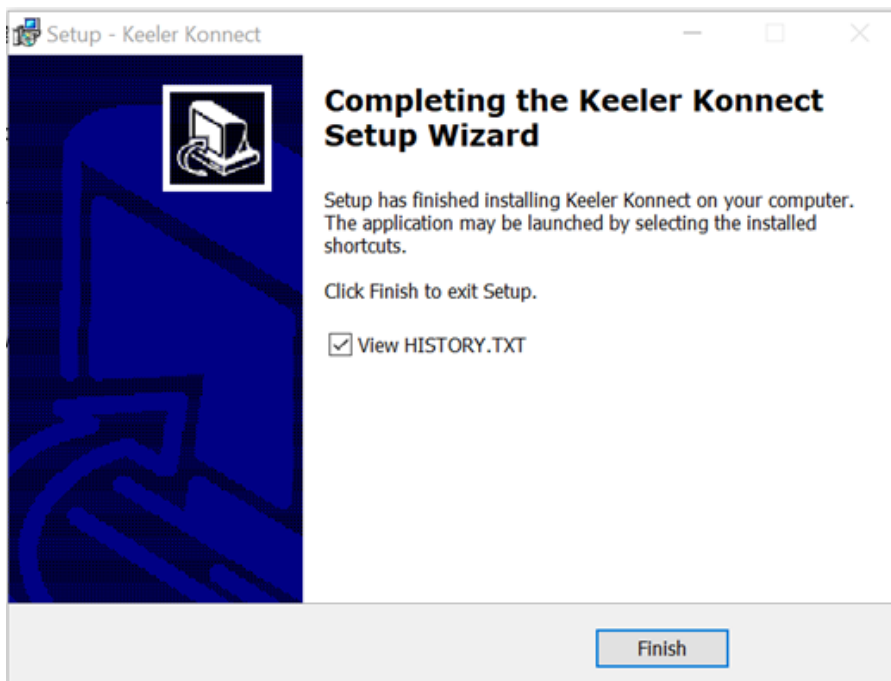 Setup - Keeler Konnect
Completing the Keeler Konnect
Setup Wizard
Setup has finished installing Keeler Konnect on your computer.
The application may be launched by selecting the installed
shortcuts.
Click Finish to exit Setup.
View HISTORY.TXT
Finish